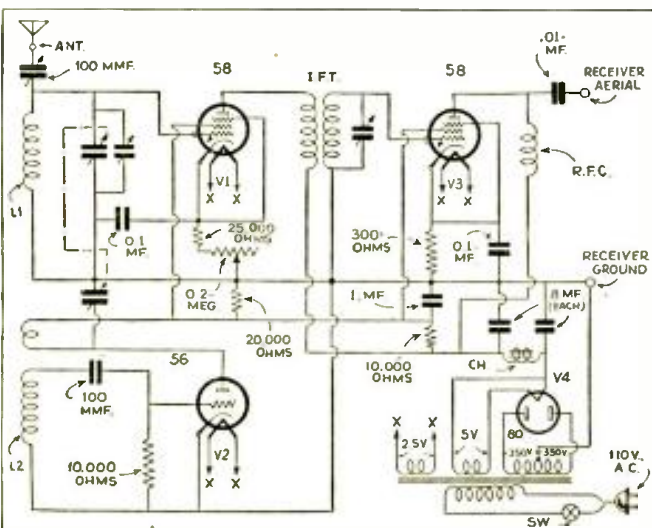 ANT.
100 MMF.
58
I FT.
58
.01-
MF.
RECEIVER
AERIAL
R.F.C.
L1
V1
V3
X X
X X
0.1
MF.
25,000
OHMS
300-
OHMS
0.1-
MF.
RECEIVER
GROUND
0.2-
MEG
20,000
OHMS
1.MF
8 MF
(EACH)
10,000
OHMS
CH
56
V4
100
MMF.
L2
10,000
OHMS
V2
X X
X X
2.5V
5V
80
350V 350V
110V.,
A.C.
SW